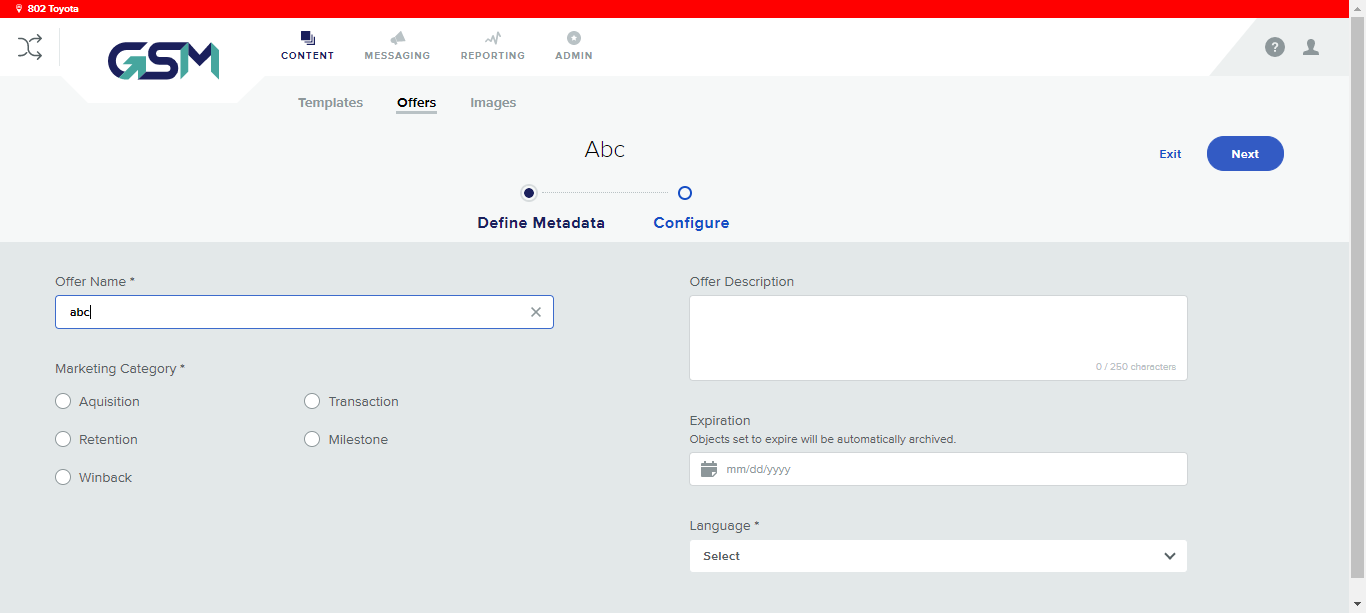 802 Toyota
GSM
CONTENT
MESSAGING
REPORTING
ADMIN
?
Templates
Offers
Images
Abc
Exit
Next
Define Metadata
Configure
Offer Name *
abc
Marketing Category *
Aquisition
Transaction
Retention
Milestone
Winback
Offer Description
0 / 250 characters
Expiration
Objects set to expire will be automatically archived.
mm/dd/yyyy
Language *
Select